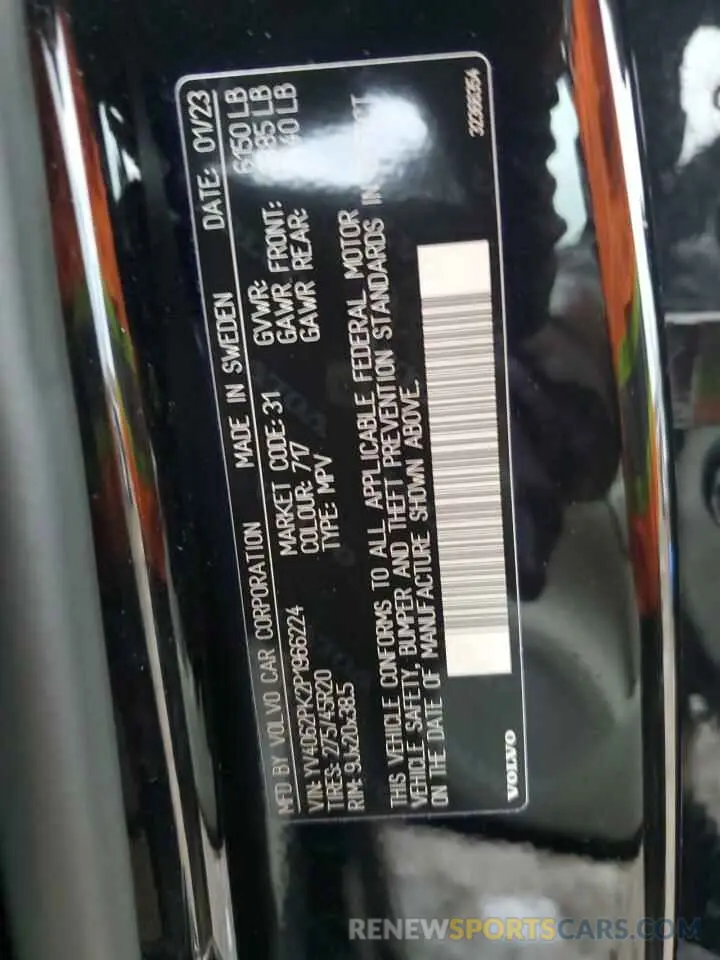 MFD BY VOLVO CAR CORPORATION MADE IN SWEDEN DATE: 01/23
VIN: YV4062PK2P1966224 MARKET CODE: 31 GVWR: 6150 LB
TIRES: 275/45R20 COLOUR: 717 GAWR FRONT: LB
RIM: 9Jx20x38.5 TYPE: MPV GAWR REAR: LB
THIS VEHICLE CONFORMS TO ALL APPLICABLE FEDERAL MOTOR
VEHICLE SAFETY, BUMPER AND THEFT PREVENTION STANDARDS IN
ON THE DATE OF MANUFACTURE SHOWN ABOVE.
VOLVO
RENEWSPORTSCARS.COM